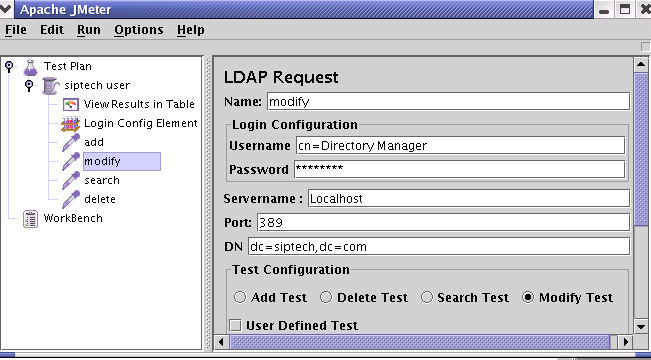 Apache JMeter
File Edit Run Options Help
Test Plan
siptech user
View Results in Table
Login Config Element
add
modify
search
delete
WorkBench
LDAP Request
Name: modify
Login Configuration
Username cn=Directory Manager
Password ********
Servername : Localhost
Port: 389
DN dc=siptech,dc=com
Test Configuration
Add Test Delete Test Search Test Modify Test
User Defined Test